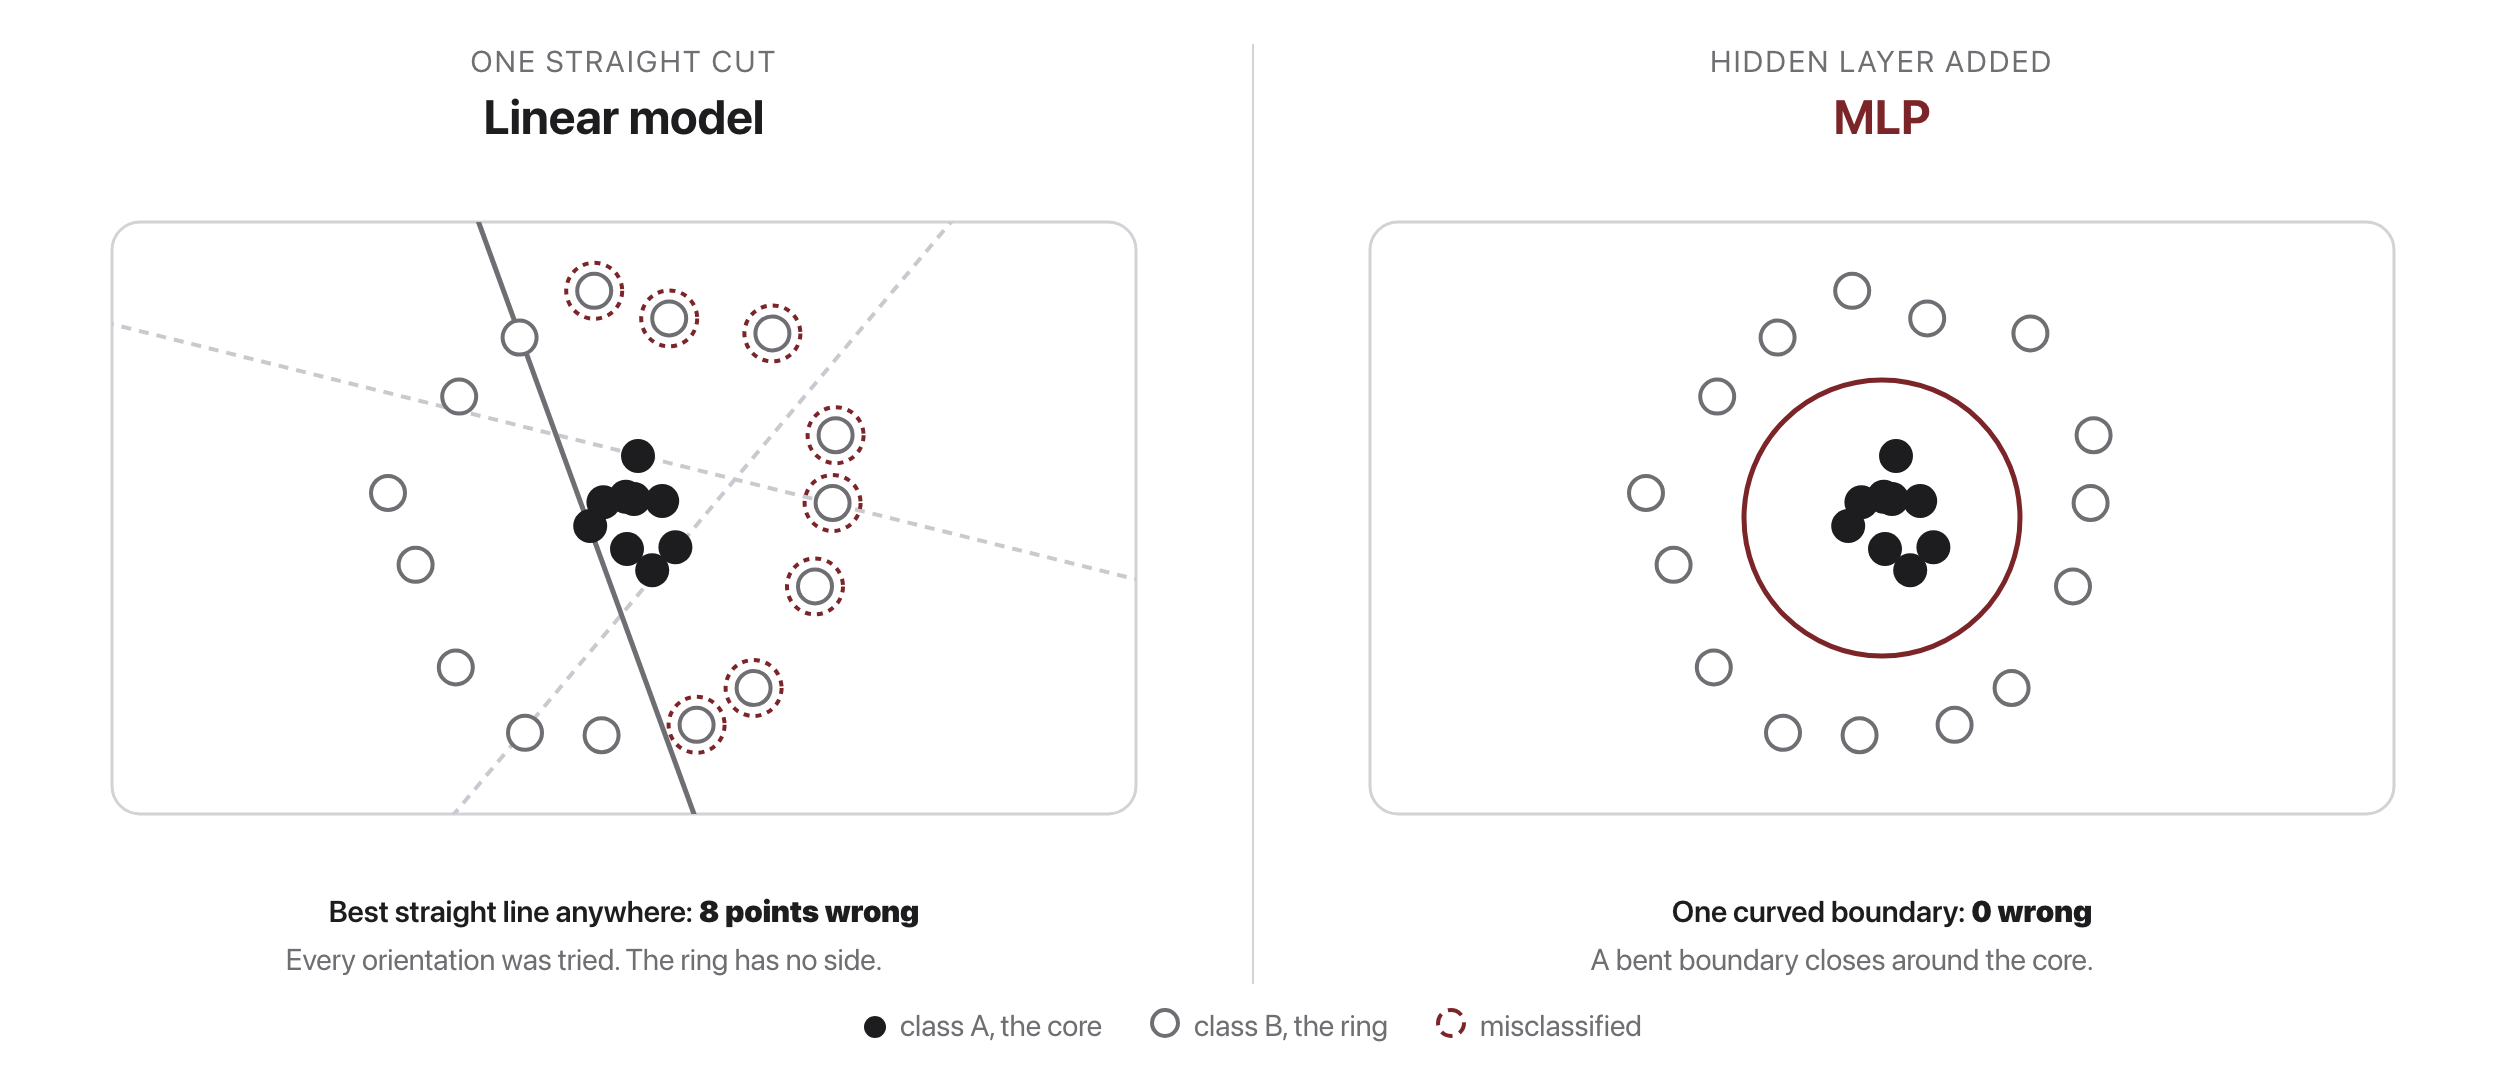 ONE STRAIGHT CUT
Linear model
Best straight line anywhere: 8 points wrong
Every orientation was tried. The ring has no side.
HIDDEN LAYER ADDED
MLP
One curved boundary: 0 wrong
A bent boundary closes around the core.
class A, the core
class B, the ring
misclassified